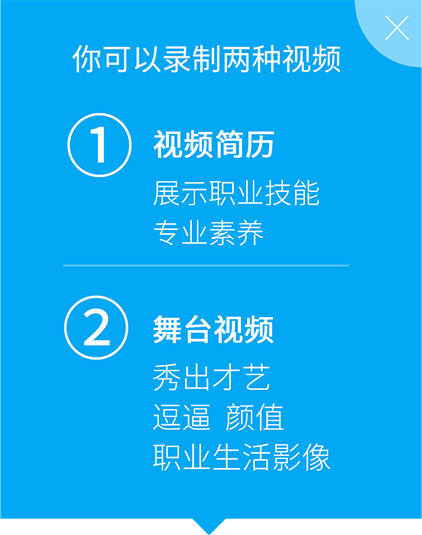 你可以录制两种视频
1 视频简历
展示职业技能
专业素养
2 舞台视频
秀出才艺
逗逼 颜值
职业生活影像